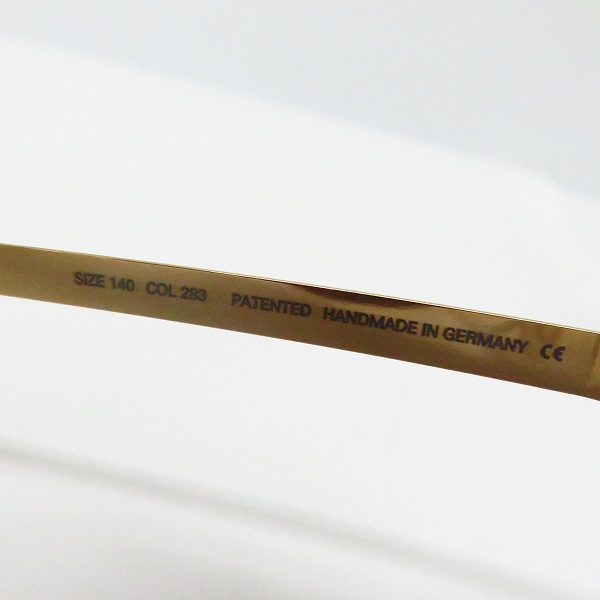 SIZE 140 COL 283 PATENTED HANDMADE IN GERMANY CE